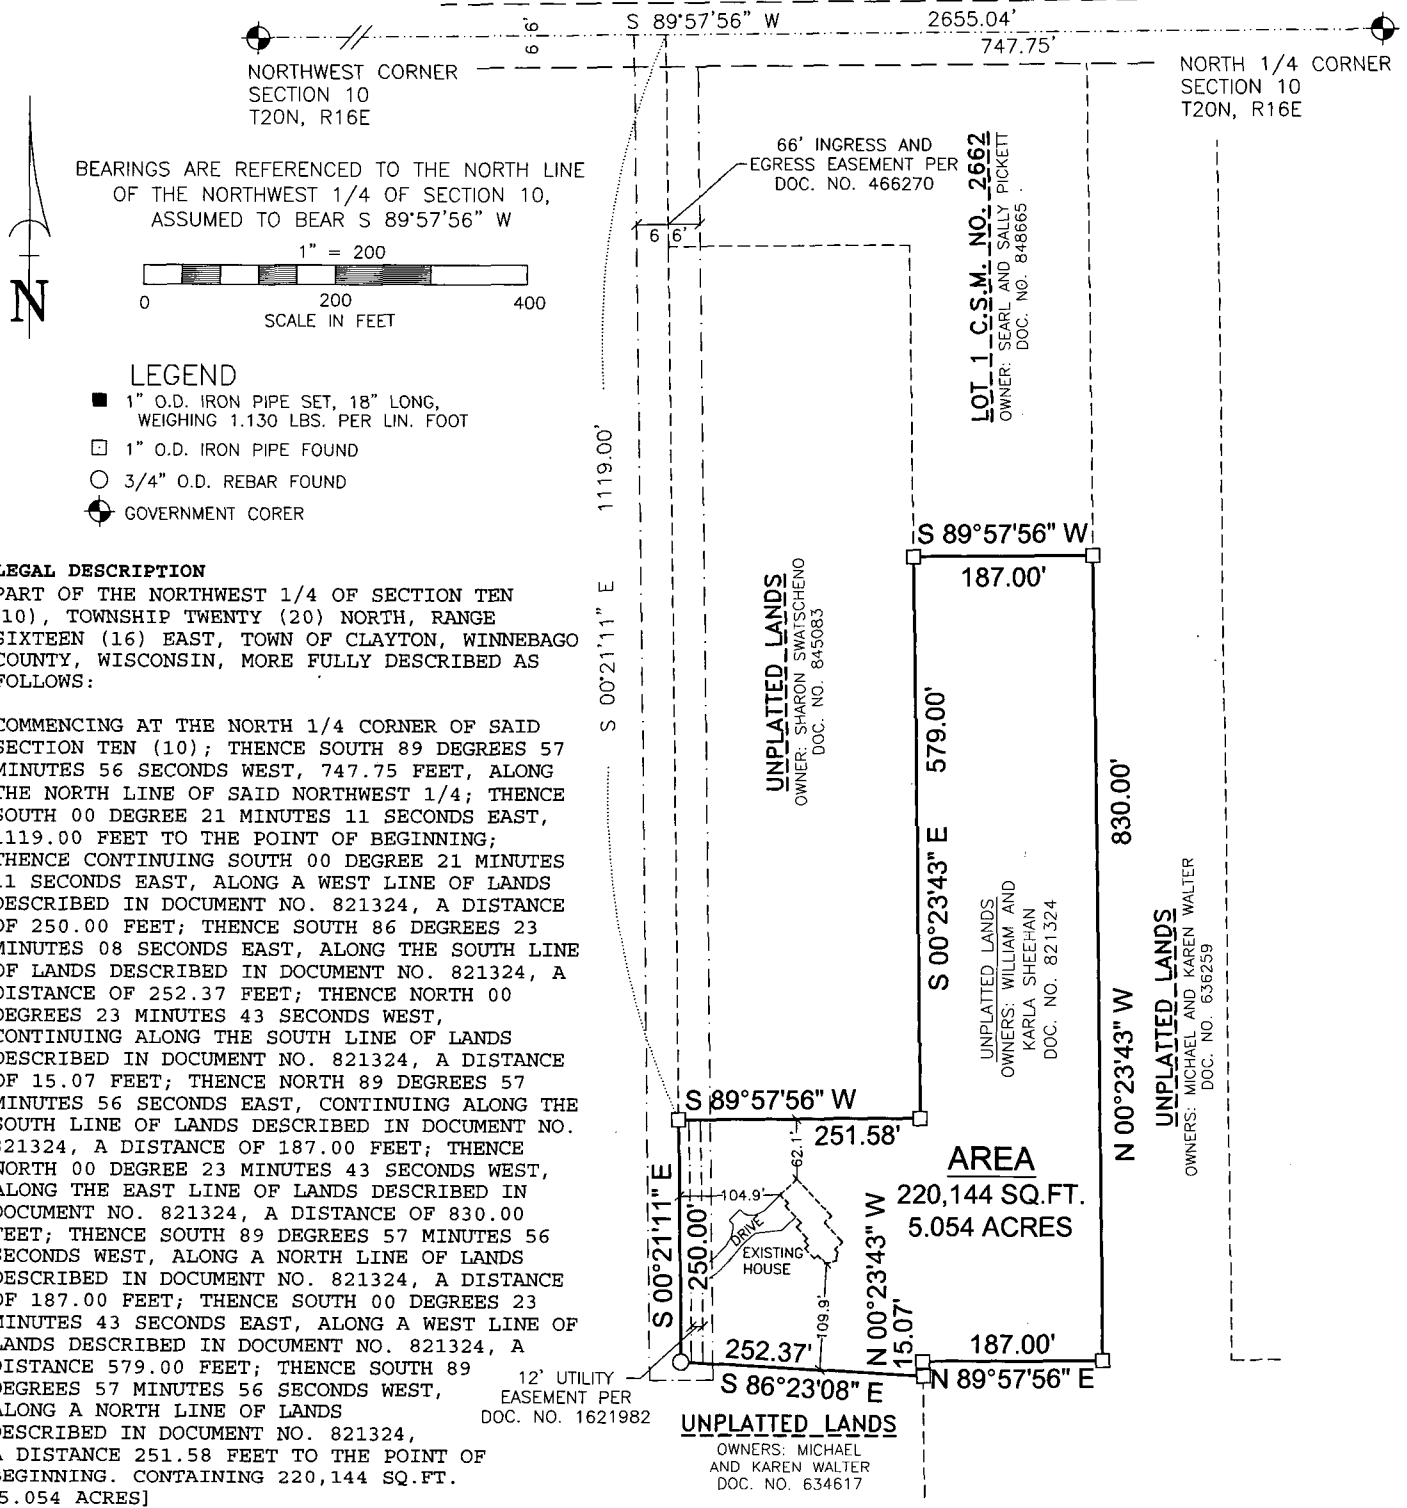 S 89°57'56" W
2655.04'
747.75'
6 6'
NORTHWEST CORNER
SECTION 10
T20N, R16E
NORTH 1/4 CORNER
SECTION 10
T20N, R16E
BEARINGS ARE REFERENCED TO THE NORTH LINE
OF THE NORTHWEST 1/4 OF SECTION 10,
ASSUMED TO BEAR S 89°57'56" W
1" = 200
0 200 400
SCALE IN FEET
N
66' INGRESS AND
EGRESS EASEMENT PER
DOC. NO. 466270
6 6'
LOT 1 C.S.M. NO. 2662
OWNER: SEARL AND SALLY PICKETT
DOC. NO. 848665
LEGEND
1" O.D. IRON PIPE SET, 18" LONG,
WEIGHING 1.130 LBS. PER LIN. FOOT
1" O.D. IRON PIPE FOUND
3/4" O.D. REBAR FOUND
GOVERNMENT CORER
S 00°21'11" E 1119.00'
LEGAL DESCRIPTION
PART OF THE NORTHWEST 1/4 OF SECTION TEN
(10), TOWNSHIP TWENTY (20) NORTH, RANGE
SIXTEEN (16) EAST, TOWN OF CLAYTON, WINNEBAGO
COUNTY, WISCONSIN, MORE FULLY DESCRIBED AS
FOLLOWS:
COMMENCING AT THE NORTH 1/4 CORNER OF SAID
SECTION TEN (10); THENCE SOUTH 89 DEGREES 57
MINUTES 56 SECONDS WEST, 747.75 FEET, ALONG
THE NORTH LINE OF SAID NORTHWEST 1/4; THENCE
SOUTH 00 DEGREE 21 MINUTES 11 SECONDS EAST,
1119.00 FEET TO THE POINT OF BEGINNING;
THENCE CONTINUING SOUTH 00 DEGREE 21 MINUTES
11 SECONDS EAST, ALONG A WEST LINE OF LANDS
DESCRIBED IN DOCUMENT NO. 821324, A DISTANCE
OF 250.00 FEET; THENCE SOUTH 86 DEGREES 23
MINUTES 08 SECONDS EAST, ALONG THE SOUTH LINE
OF LANDS DESCRIBED IN DOCUMENT NO. 821324, A
DISTANCE OF 252.37 FEET; THENCE NORTH 00
DEGREES 23 MINUTES 43 SECONDS WEST,
CONTINUING ALONG THE SOUTH LINE OF LANDS
DESCRIBED IN DOCUMENT NO. 821324, A DISTANCE
OF 15.07 FEET; THENCE NORTH 89 DEGREES 57
MINUTES 56 SECONDS EAST, CONTINUING ALONG THE
SOUTH LINE OF LANDS DESCRIBED IN DOCUMENT NO.
821324, A DISTANCE OF 187.00 FEET; THENCE
NORTH 00 DEGREE 23 MINUTES 43 SECONDS WEST,
ALONG THE EAST LINE OF LANDS DESCRIBED IN
DOCUMENT NO. 821324, A DISTANCE OF 830.00
FEET; THENCE SOUTH 89 DEGREES 57 MINUTES 56
SECONDS WEST, ALONG A NORTH LINE OF LANDS
DESCRIBED IN DOCUMENT NO. 821324, A DISTANCE
OF 187.00 FEET; THENCE SOUTH 00 DEGREES 23
MINUTES 43 SECONDS EAST, ALONG A WEST LINE OF
LANDS DESCRIBED IN DOCUMENT NO. 821324, A
DISTANCE 579.00 FEET; THENCE SOUTH 89
DEGREES 57 MINUTES 56 SECONDS WEST,
ALONG A NORTH LINE OF LANDS
DESCRIBED IN DOCUMENT NO. 821324,
A DISTANCE 251.58 FEET TO THE POINT OF
BEGINNING. CONTAINING 220,144 SQ.FT.
[5.054 ACRES]
S 89°57'56" W
187.00'
UNPLATTED LANDS
OWNER: SHARON SWATSCHENO
DOC. NO. 845083
S 00°23'43" E 579.00'
UNPLATTED LANDS
OWNERS: WILLIAM AND
KARLA SHEEHAN
DOC. NO. 821324
N 00°23'43" W 830.00'
UNPLATTED LANDS
OWNERS: MICHAEL AND KAREN WALTER
DOC. NO. 636259
S 89°57'56" W
251.58'
AREA
220,144 SQ.FT.
5.054 ACRES
S 00°21'11" E
250.00'
104.9'
62.1'
DRIVE
EXISTING
HOUSE
109.9'
N 00°23'43" W
15.07'
187.00'
N 89°57'56" E
252.37'
S 86°23'08" E
12' UTILITY
EASEMENT PER
DOC. NO. 1621982
UNPLATTED LANDS
OWNERS: MICHAEL
AND KAREN WALTER
DOC. NO. 634617